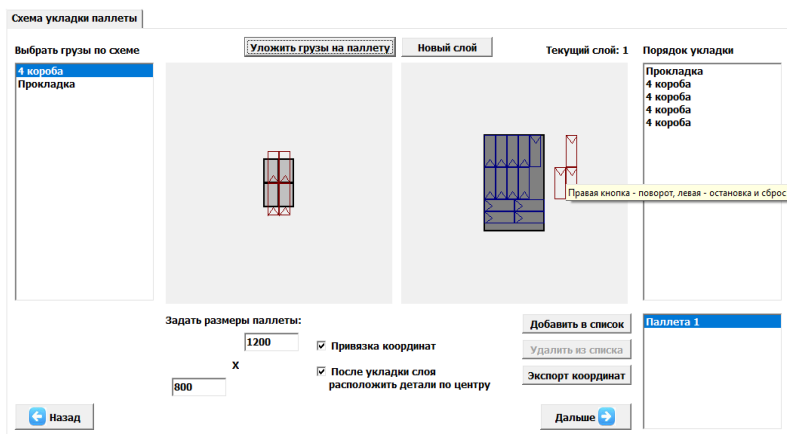 Схема укладки паллеты
Выбрать грузы по схеме
Уложить грузы на паллету
Новый слой
Текущий слой: 1
Порядок укладки
4 короба
Прокладка
Прокладка
4 короба
4 короба
4 короба
4 короба
Правая кнопка - поворот, левая - остановка и сброс
Задать размеры паллеты:
1200
X
800
Привязка координат
После укладки слоя
расположить детали по центру
Добавить в список
Удалить из списка
Экспорт координат
Паллета 1
Назад
Дальше